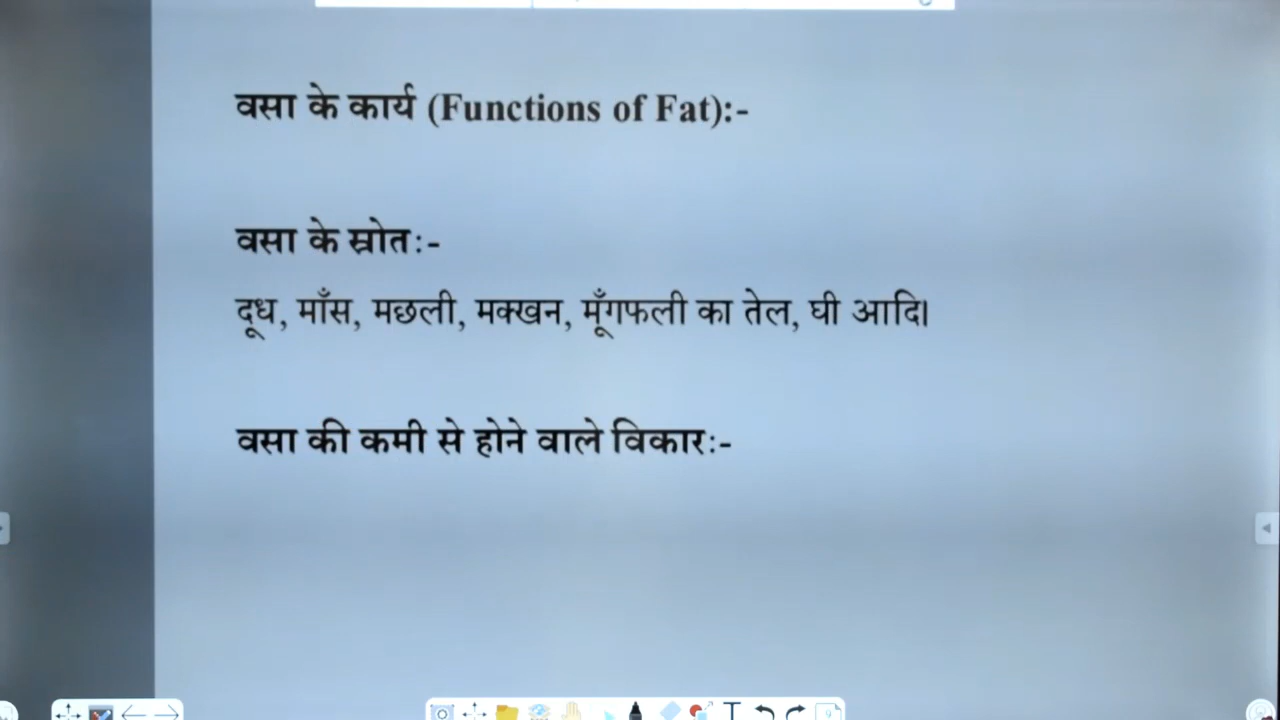 वसा के कार्य (Functions of Fat):-
वसा के स्रोत:-
दूध, माँस, मछली, मक्खन, मूँगफली का तेल, घी आदि।
वसा की कमी से होने वाले विकार:-